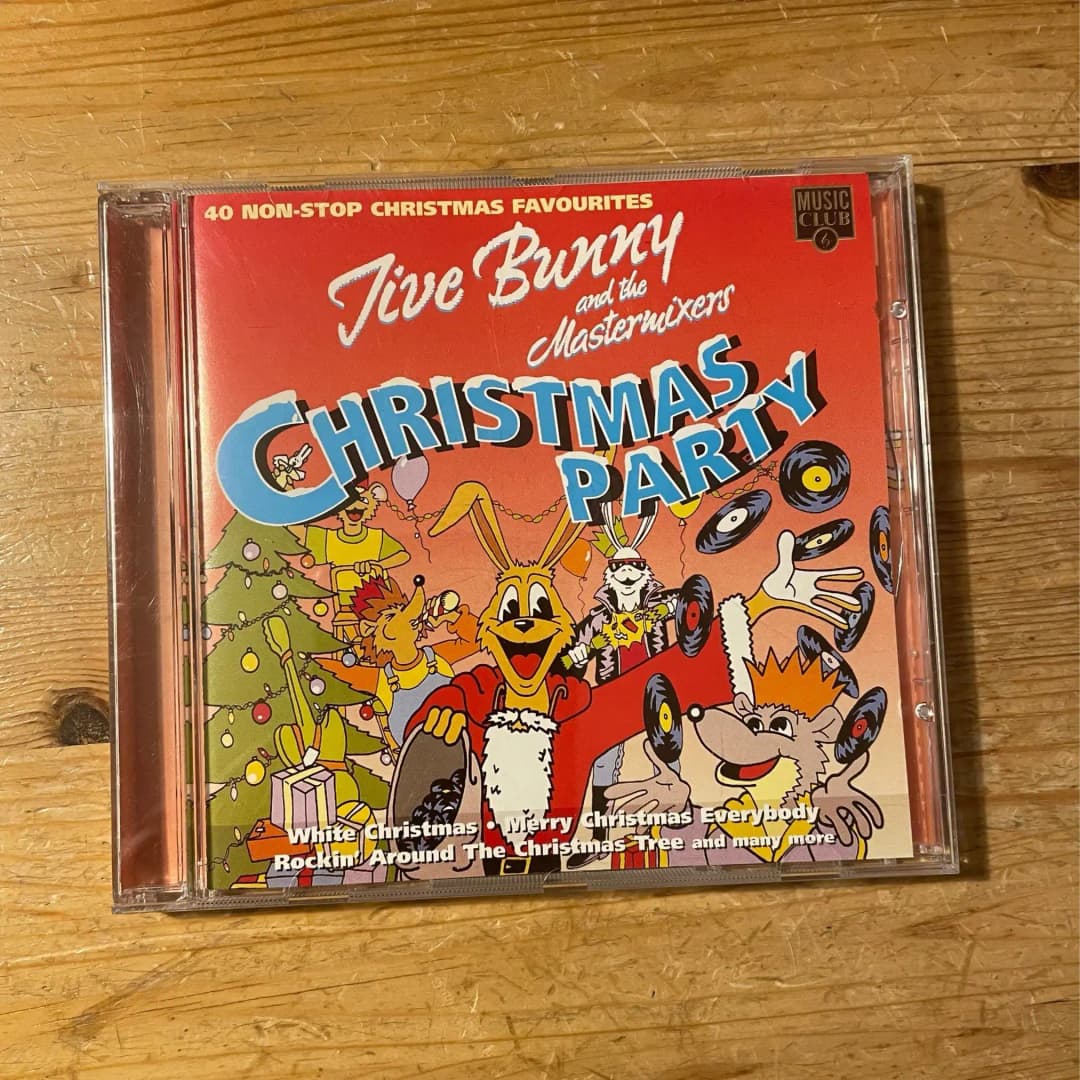 40 NON-STOP CHRISTMAS FAVOURITES
MUSIC
CLUB
Jive Bunny
and the
Mastermixers
CHRISTMAS
PARTY
White Christmas • Merry Christmas Everybody
Rockin' Around The Christmas Tree and many more